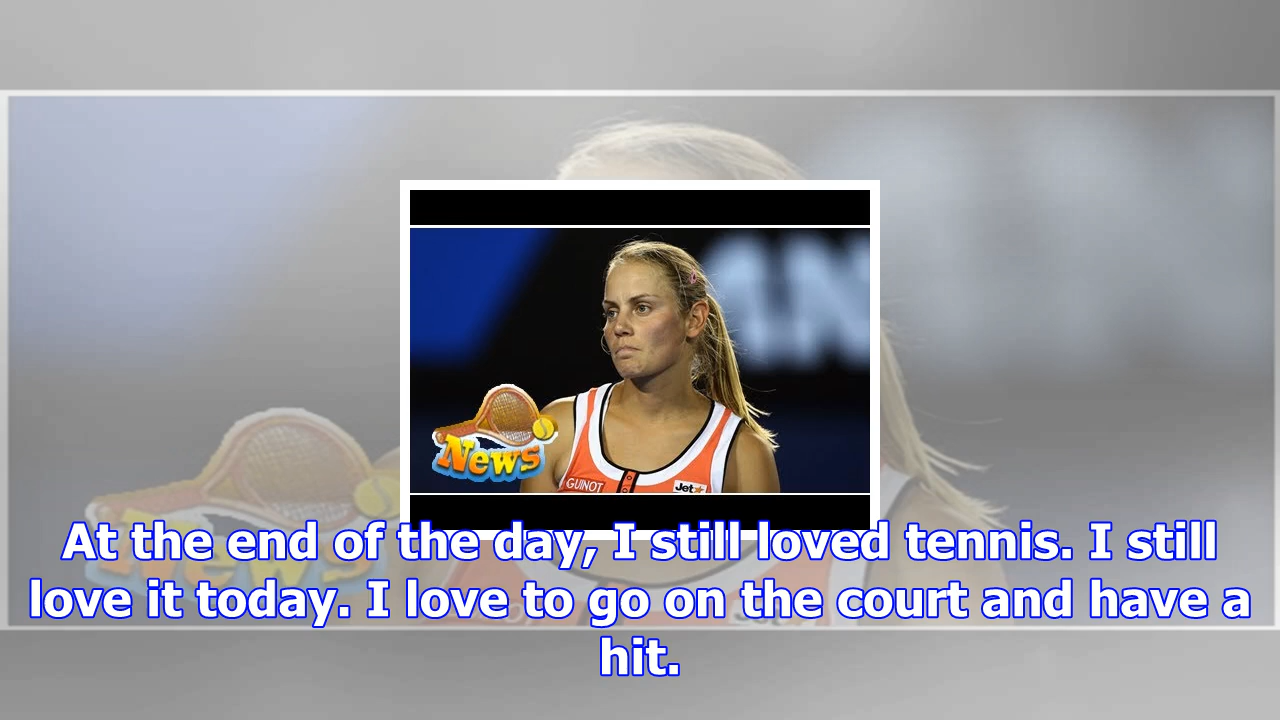 AN
News
GUINOT
Jet
At the end of the day, I still loved tennis. I still
love it today. I love to go on the court and have a
hit.